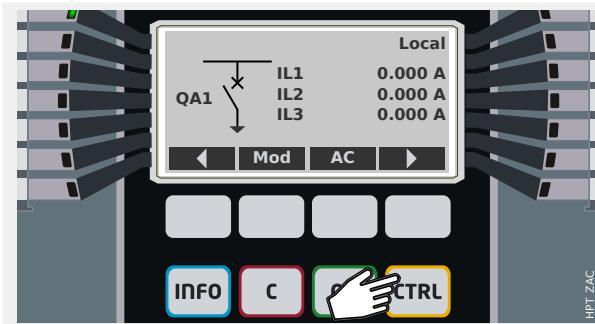 Local
IL1 0.000 A
QA1 IL2 0.000 A
IL3 0.000 A
Mod AC
INFO C CTRL
HPT ZAC